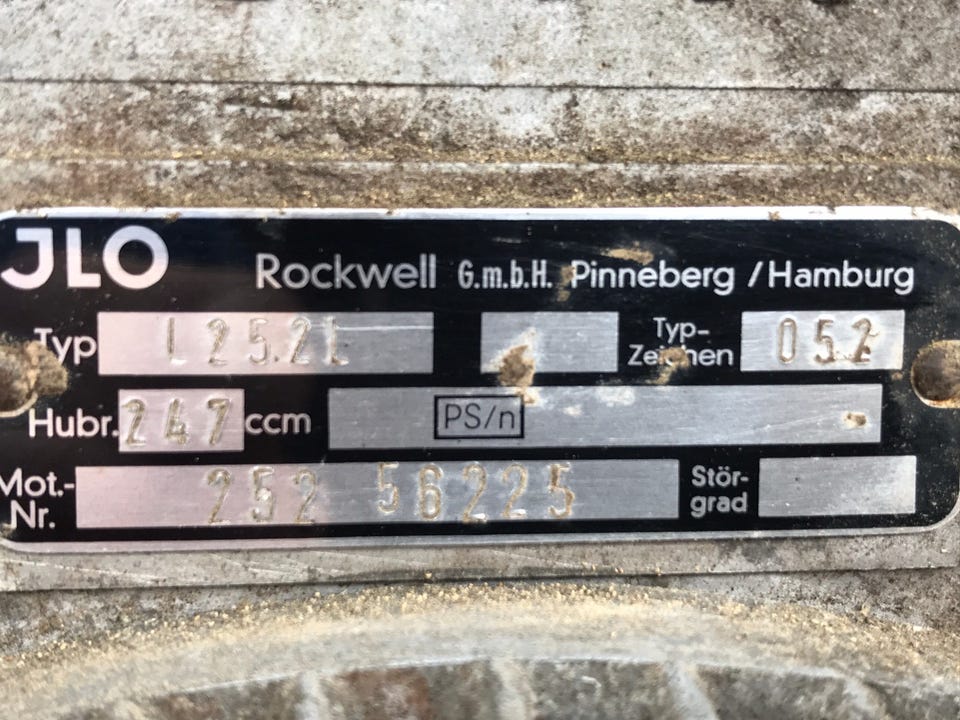 JLO Rockwell G.m.b.H. Pinneberg /Hamburg
Typ L25.2L Typ-Zeichen 052
Hubr. 247 ccm PS/n
Mot.-Nr. 252 56225 Stör-grad